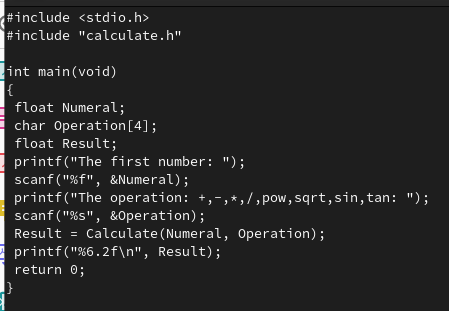 #include <stdio.h>
#include "calculate.h"

int main(void)
{
 float Numeral;
 char Operation[4];
 float Result;
 printf("The first number: ");
 scanf("%f", &Numeral);
 printf("The operation: +,-,*,/,pow,sqrt,sin,tan: ");
 scanf("%s", &Operation);
 Result = Calculate(Numeral, Operation);
 printf("%6.2f\n", Result);
 return 0;
}